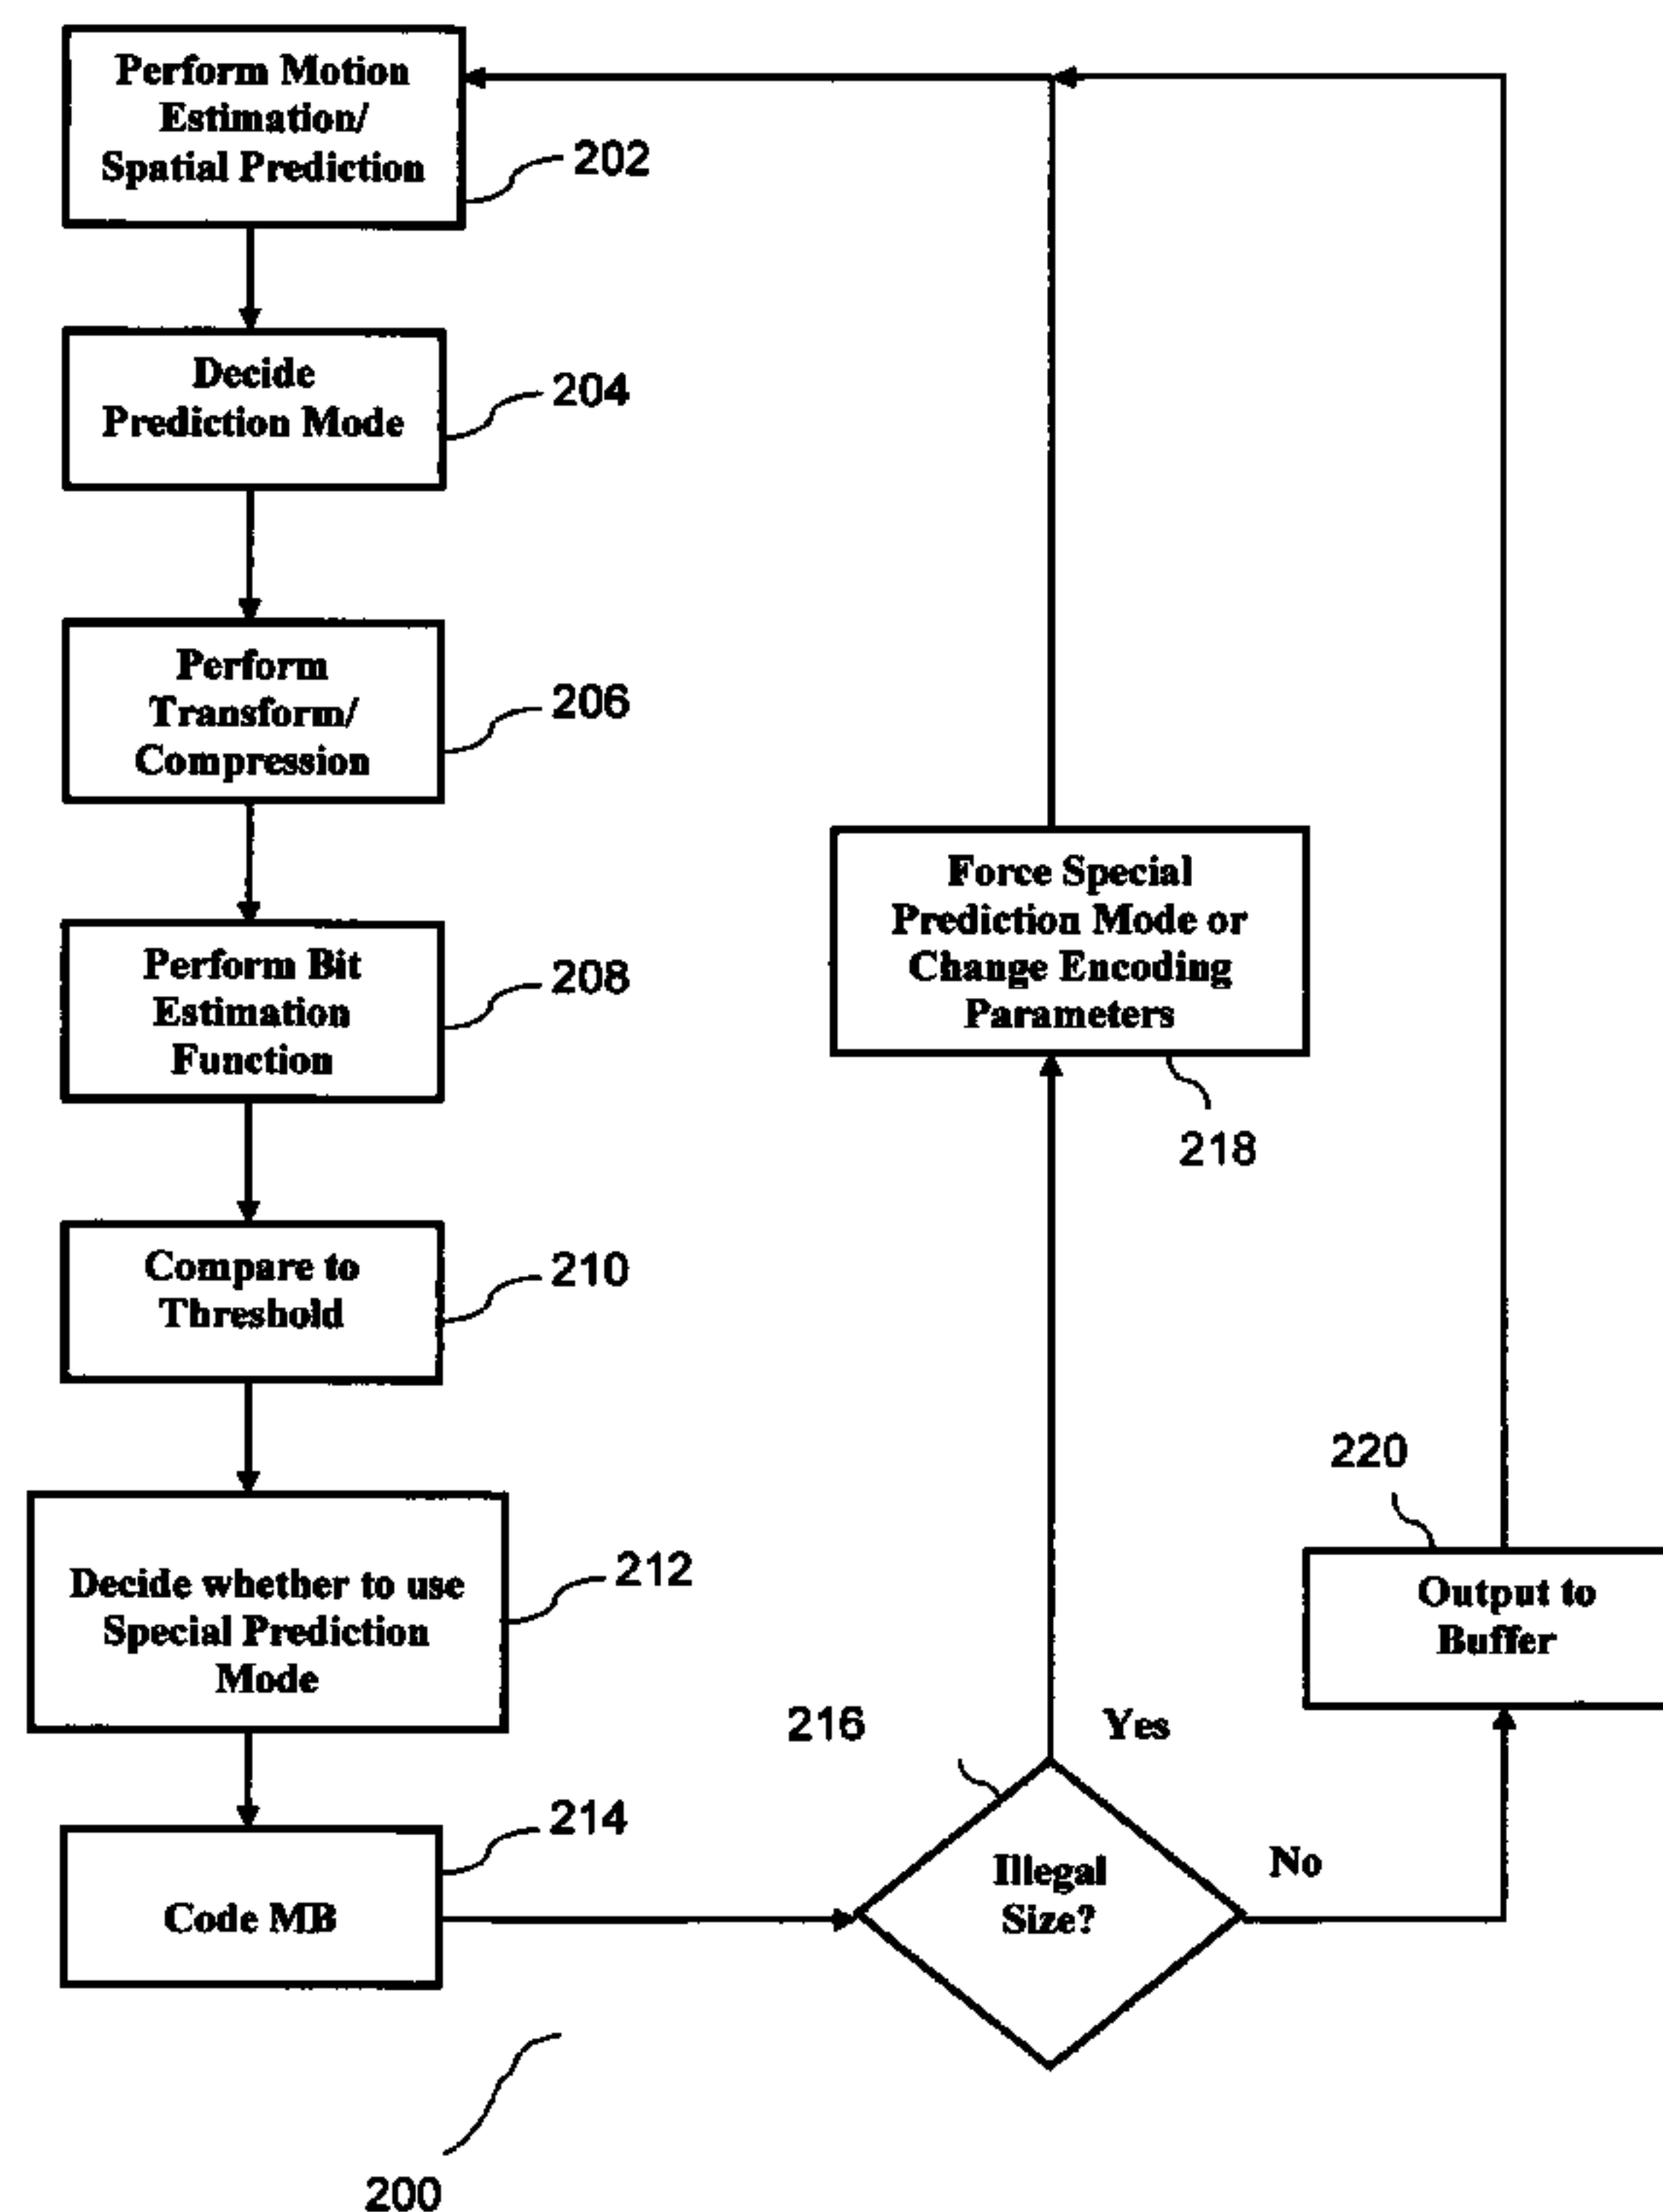 Perform Motion
Estimation/
Spatial Prediction
202
Decide
Prediction Mode
204
Perform
Transform/
Compression
206
Perform Bit
Estimation
Function
208
Compare to
Threshold
210
Decide whether to use
Special Prediction
Mode
212
Code MB
214
Illegal
Size?
216
Yes
No
Force Special
Prediction Mode or
Change Encoding
Parameters
218
220
Output to
Buffer
200